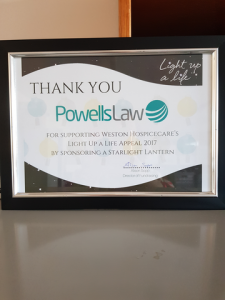 Light up
a life
THANK YOU
PowellsLaw
FOR SUPPORTING WESTON HOSPICECARE'S
LIGHT UP A LIFE APPEAL 2017
BY SPONSORING A STARLIGHT LANTERN